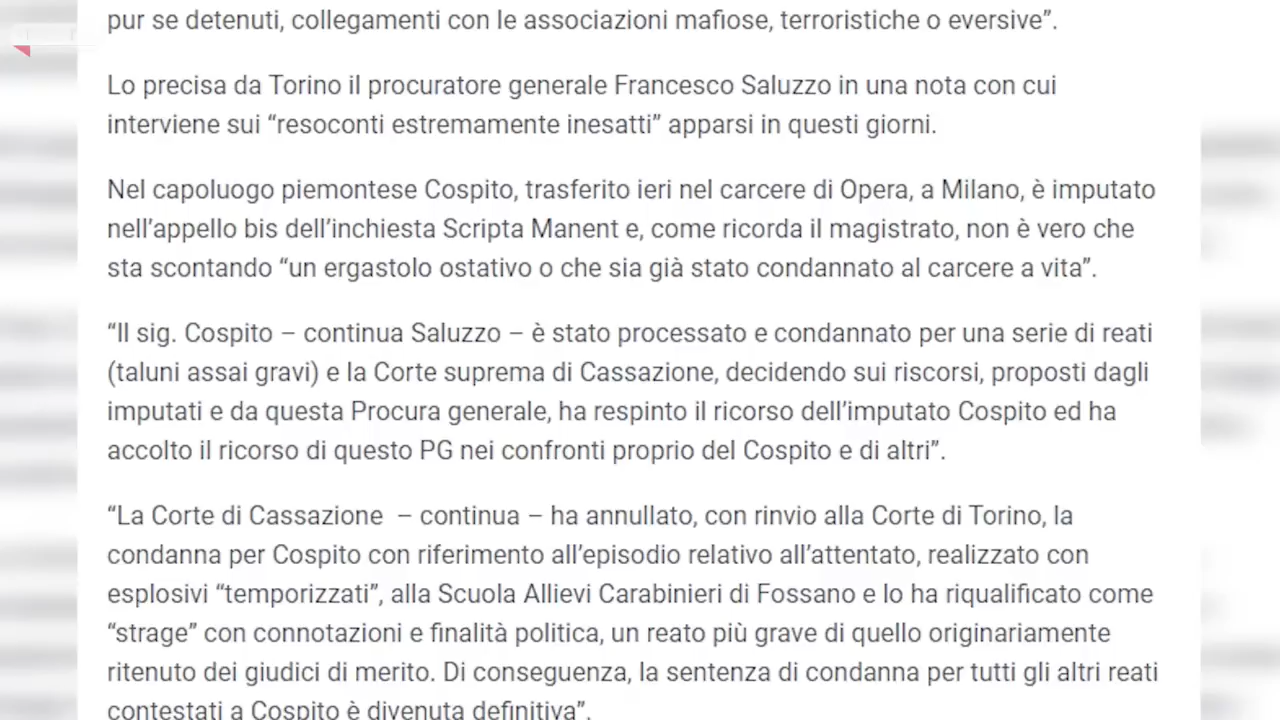 pur se detenuti, collegamenti con le associazioni mafiose, terroristiche o eversive”.
Lo precisa da Torino il procuratore generale Francesco Saluzzo in una nota con cui
interviene sui “resoconti estremamente inesatti” apparsi in questi giorni.
Nel capoluogo piemontese Cospito, trasferito ieri nel carcere di Opera, a Milano, è imputato
nell’appello bis dell’inchiesta Scripta Manent e, come ricorda il magistrato, non è vero che
sta scontando “un ergastolo ostativo o che sia già stato condannato al carcere a vita”.
“Il sig. Cospito – continua Saluzzo – è stato processato e condannato per una serie di reati
(taluni assai gravi) e la Corte suprema di Cassazione, decidendo sui riscorsi, proposti dagli
imputati e da questa Procura generale, ha respinto il ricorso dell’imputato Cospito ed ha
accolto il ricorso di questo PG nei confronti proprio del Cospito e di altri”.
“La Corte di Cassazione – continua – ha annullato, con rinvio alla Corte di Torino, la
condanna per Cospito con riferimento all’episodio relativo all’attentato, realizzato con
esplosivi “temporizzati”, alla Scuola Allievi Carabinieri di Fossano e lo ha riqualificato come
“strage” con connotazioni e finalità politica, un reato più grave di quello originariamente
ritenuto dei giudici di merito. Di conseguenza, la sentenza di condanna per tutti gli altri reati
contestati a Cospito è divenuta definitiva”.